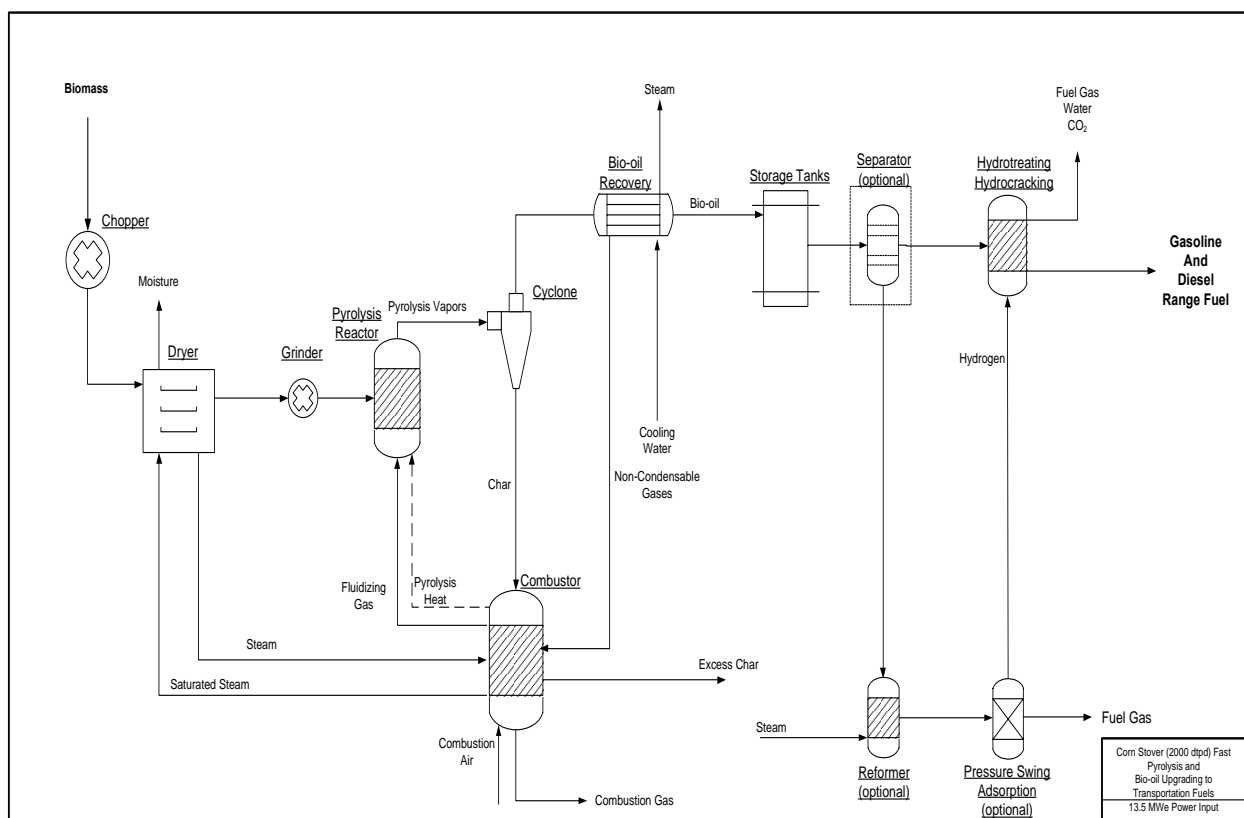 Biomass
Chopper
Moisture
Dryer
Grinder
Pyrolysis
Reactor
Pyrolysis Vapors
Cyclone
Steam
Bio-oil
Recovery
Bio-oil
Storage Tanks
Separator
(optional)
Hydrotreating
Hydrocracking
Fuel Gas
Water
CO2
Gasoline
And
Diesel
Range Fuel
Hydrogen
Cooling
Water
Non-Condensable
Gases
Char
Combustor
Fluidizing
Gas
Pyrolysis
Heat
Steam
Saturated Steam
Excess Char
Combustion
Air
Combustion Gas
Steam
Reformer
(optional)
Pressure Swing
Adsorption
(optional)
Fuel Gas
Corn Stover (2000 dtpd) Fast
Pyrolysis and
Bio-oil Upgrading to
Transportation Fuels
13.5 MWe Power Input